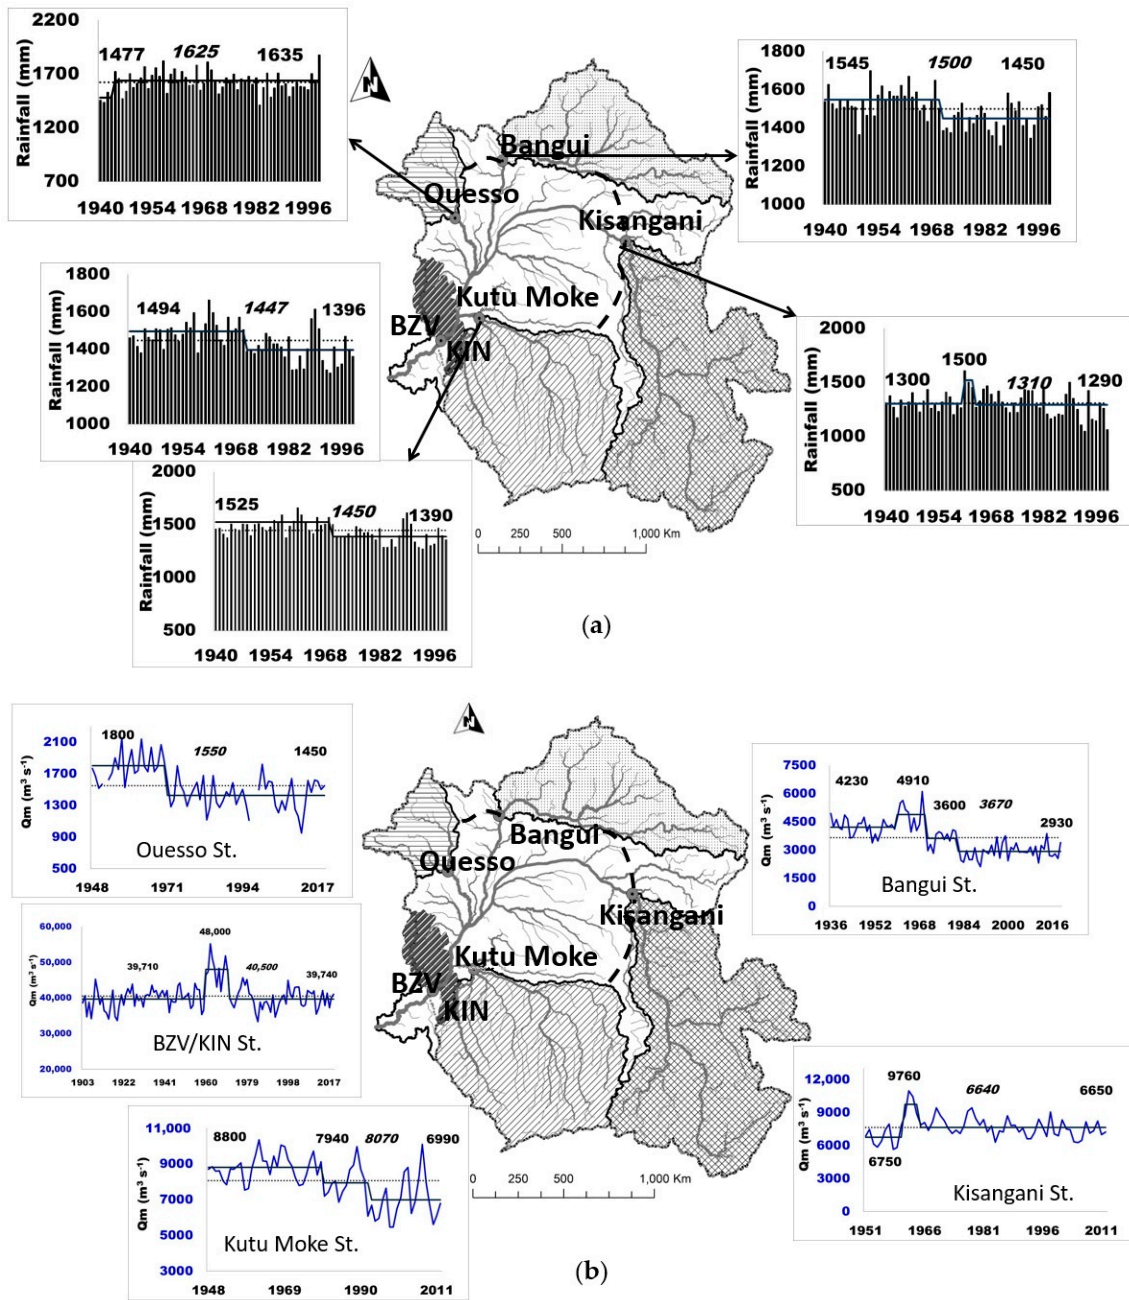 2200
1700
1200
700
Rainfall (mm)
1477 1625 1635
1940 1954 1968 1982 1996
N
1800
1600
1400
1200
1000
Rainfall (mm)
1545 1500 1450
1940 1954 1968 1982 1996
Bangui
Ouesso
Kisangani
Kutu Moke
BZV
KIN
1800
1600
1400
1200
1000
Rainfall (mm)
1494 1447 1396
1940 1954 1968 1982 1996
2000
1500
1000
500
Rainfall (mm)
1300 1500 1310 1290
1940 1954 1968 1982 1996
2000
1500
1000
500
Rainfall (mm)
1525 1450 1390
1940 1954 1968 1982 1996
0 250 500 1,000 Km
(a)
2100
1700
1300
900
500
Qm (m³ s⁻¹)
1800 1550 1450
Ouesso St.
1948 1971 1994 2017
N
7500
6000
4500
3000
1500
0
Qm (m³ s⁻¹)
4230 4910 3600 3670 2930
Bangui St.
1936 1952 1968 1984 2000 2016
Bangui
Ouesso
Kisangani
Kutu Moke
BZV
KIN
60,000
50,000
40,000
30,000
20,000
Qm (m³ s⁻¹)
39,710 48,000 40,500 39,740
BZV/KIN St.
1903 1922 1941 1960 1979 1998 2017
11,000
9000
7000
5000
3000
Qm (m³ s⁻¹)
8800 7940 8070 6990
Kutu Moke St.
1948 1969 1990 2011
12,000
9000
6000
3000
0
Qm (m³ s⁻¹)
9760 6640 6650
6750
Kisangani St.
1951 1966 1981 1996 2011
0 250 500 1,000 Km
(b)